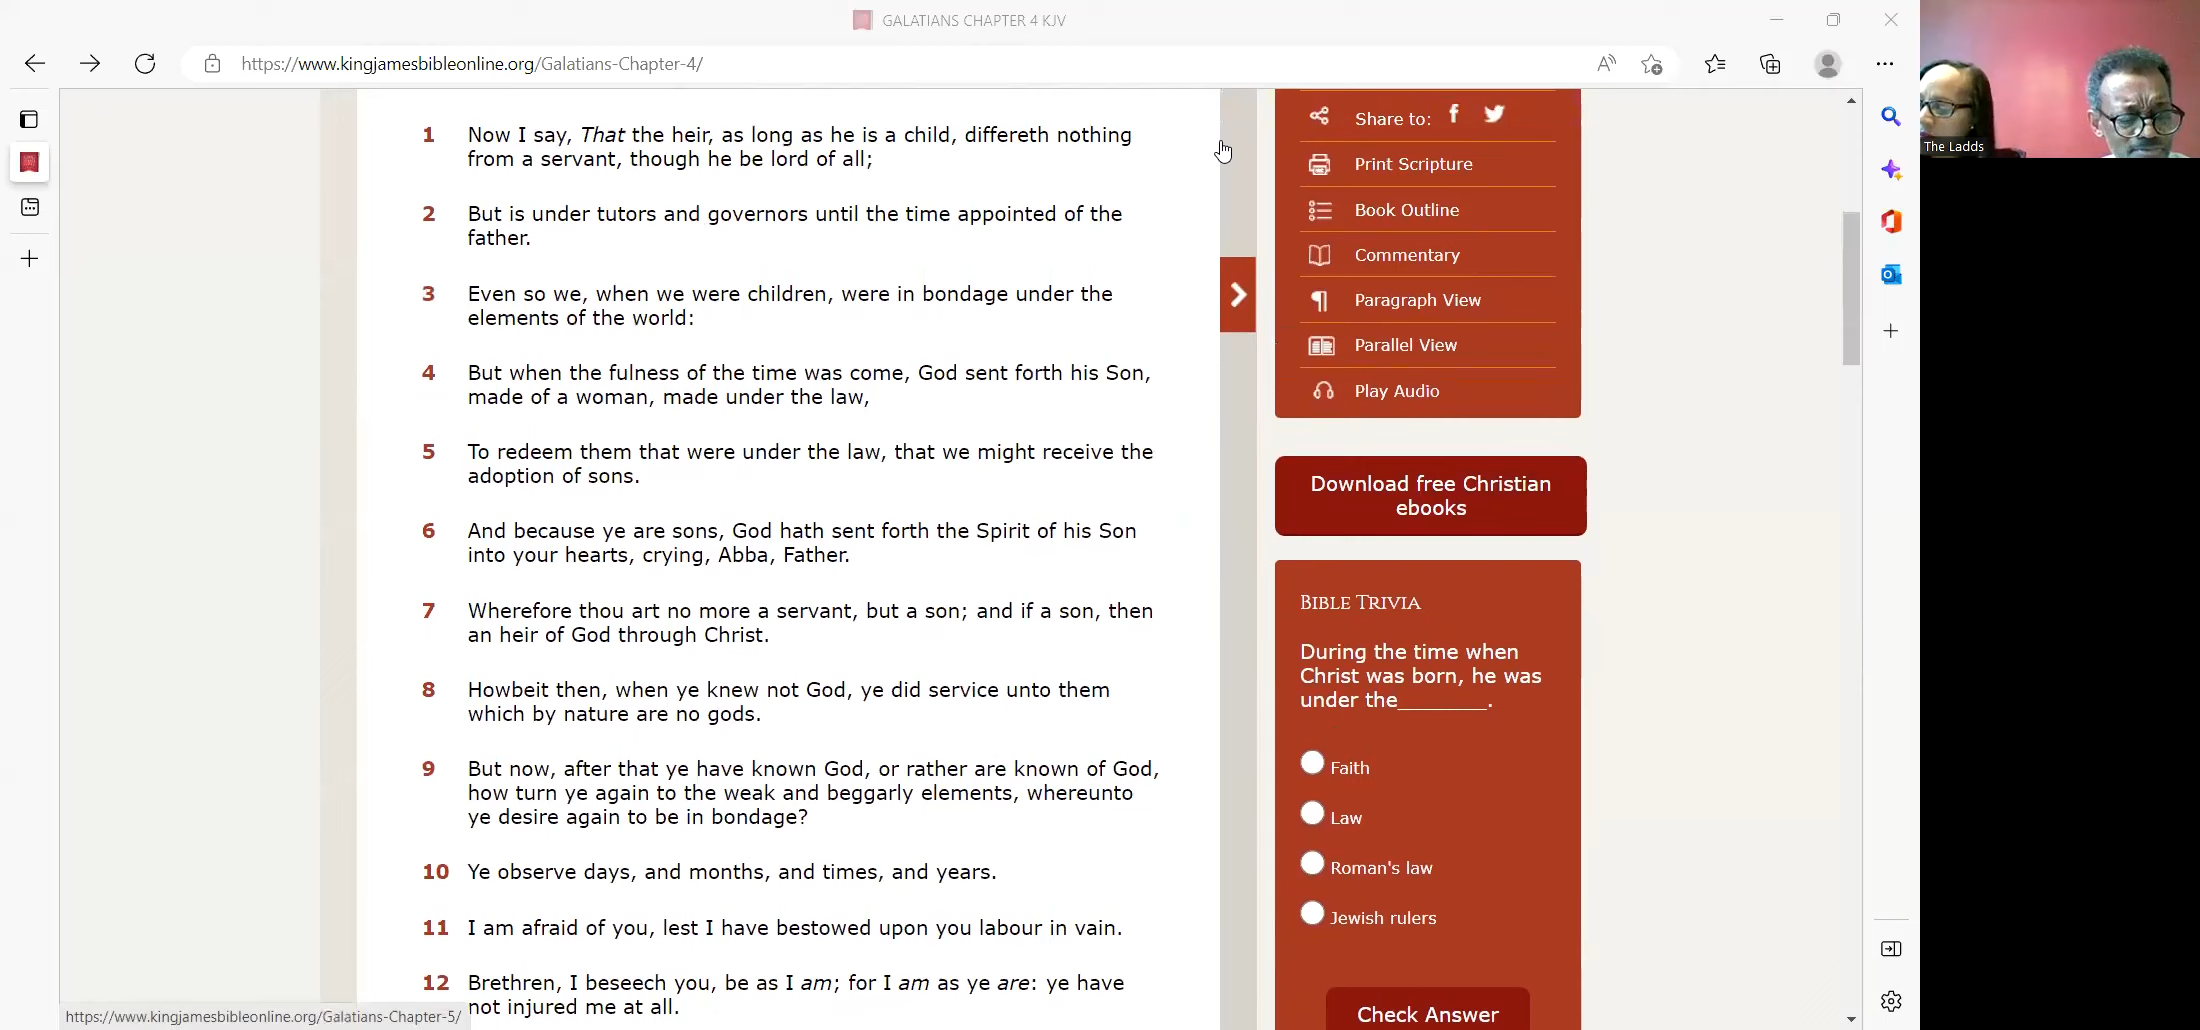 GALATIANS CHAPTER 4 KJV
https://www.kingjamesbibleonline.org/Galatians-Chapter-4/
1 Now I say, That the heir, as long as he is a child, differeth nothing
from a servant, though he be lord of all;
2 But is under tutors and governors until the time appointed of the
father.
3 Even so we, when we were children, were in bondage under the
elements of the world:
4 But when the fulness of the time was come, God sent forth his Son,
made of a woman, made under the law,
5 To redeem them that were under the law, that we might receive the
adoption of sons.
6 And because ye are sons, God hath sent forth the Spirit of his Son
into your hearts, crying, Abba, Father.
7 Wherefore thou art no more a servant, but a son; and if a son, then
an heir of God through Christ.
8 Howbeit then, when ye knew not God, ye did service unto them
which by nature are no gods.
9 But now, after that ye have known God, or rather are known of God,
how turn ye again to the weak and beggarly elements, whereunto
ye desire again to be in bondage?
10 Ye observe days, and months, and times, and years.
11 I am afraid of you, lest I have bestowed upon you labour in vain.
12 Brethren, I beseech you, be as I am; for I am as ye are: ye have
not injured me at all.
https://www.kingjamesbibleonline.org/Galatians-Chapter-5/
Share to:
Print Scripture
Book Outline
Commentary
Paragraph View
Parallel View
Play Audio
Download free Christian
ebooks
BIBLE TRIVIA
During the time when
Christ was born, he was
under the________.
Faith
Law
Roman's law
Jewish rulers
Check Answer
The Ladds